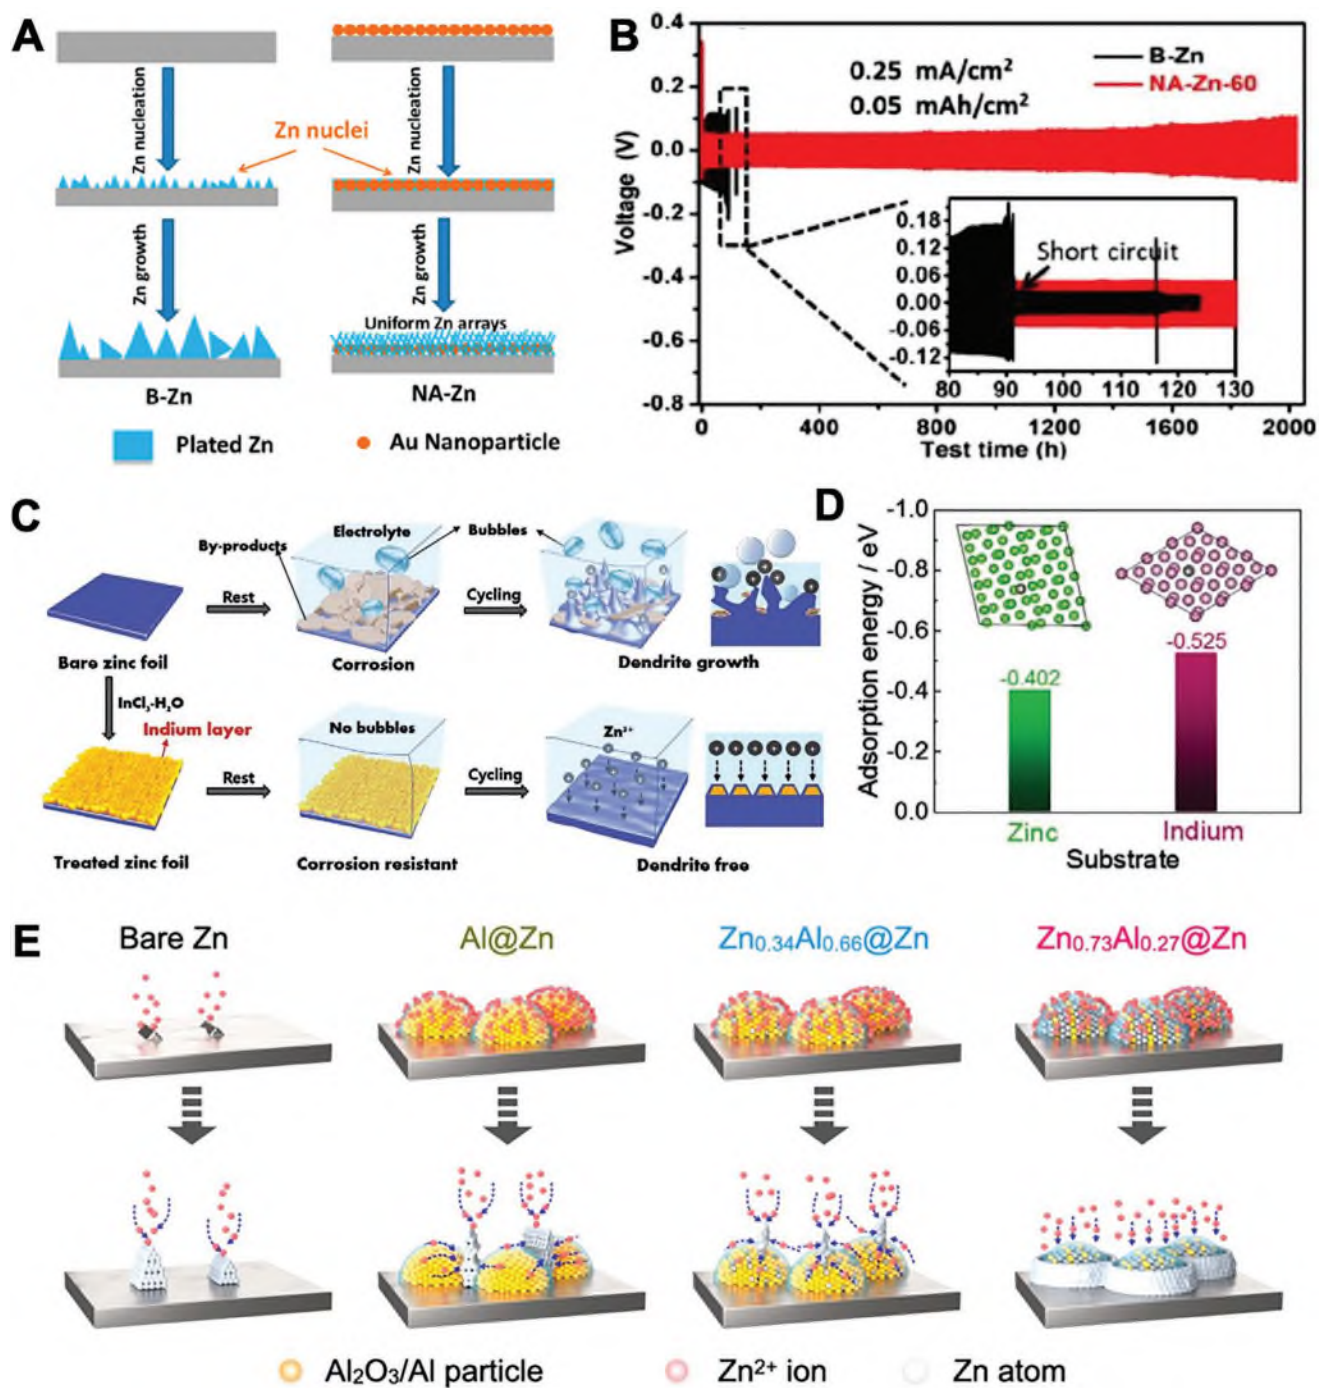 A
Zn nucleation
Zn nucleation
Zn nuclei
Zn growth
Zn growth
Uniform Zn arrays
B-Zn
NA-Zn
Plated Zn
Au Nanoparticle
B
0.4
0.2
0.0
-0.2
-0.4
-0.6
-0.8
Voltage (V)
0.25 mA/cm²
0.05 mAh/cm²
B-Zn
NA-Zn-60
0.18
0.12
0.06
0.00
-0.06
-0.12
Short circuit
80 90 100 110 120 130
0 400 800 1200 1600 2000
Test time (h)
C
By-products
Electrolyte
Bubbles
Rest
Cycling
Bare zinc foil
Corrosion
Dendrite growth
InCl₃-H₂O
Indium layer
No bubbles
Zn²⁺
Rest
Cycling
Treated zinc foil
Corrosion resistant
Dendrite free
D
-1.0
-0.8
-0.6
-0.4
-0.2
0.0
Adsorption energy / eV
-0.402
-0.525
Zinc
Indium
Substrate
E
Bare Zn
Al@Zn
Zn₀.₃₄Al₀.₆₆@Zn
Zn₀.₇₃Al₀.₂₇@Zn
Al₂O₃/Al particle
Zn²⁺ ion
Zn atom